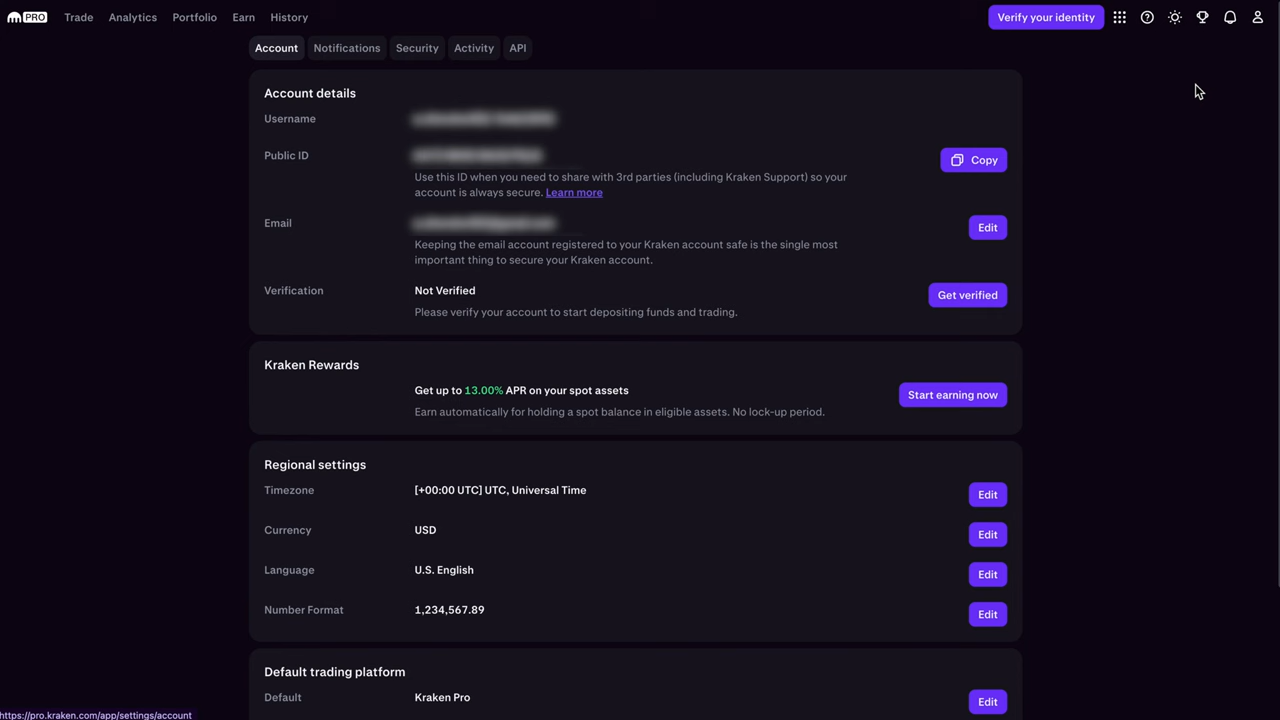 PRO Trade Analytics Portfolio Earn History Verify your identity
Account Notifications Security Activity API
Account details
Username
Public ID
Copy
Use this ID when you need to share with 3rd parties (including Kraken Support) so your
account is always secure. Learn more
Email
Edit
Keeping the email account registered to your Kraken account safe is the single most
important thing to secure your Kraken account.
Verification Not Verified
Get verified
Please verify your account to start depositing funds and trading.
Kraken Rewards
Get up to 13.00% APR on your spot assets
Start earning now
Earn automatically for holding a spot balance in eligible assets. No lock-up period.
Regional settings
Timezone [+00:00 UTC] UTC, Universal Time Edit
Currency USD Edit
Language U.S. English Edit
Number Format 1,234,567.89 Edit
Default trading platform
Default Kraken Pro Edit
https://pro.kraken.com/app/settings/account